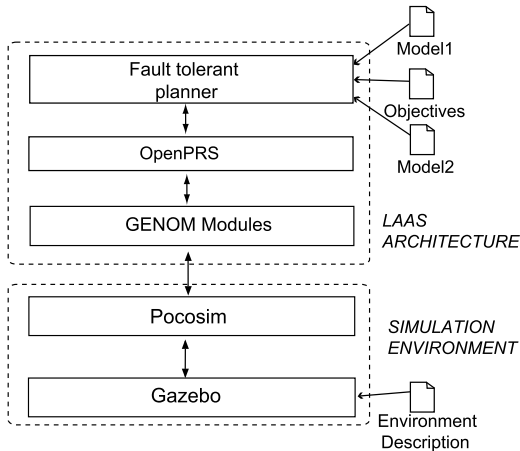 Model1
Fault tolerant
planner
Objectives
OpenPRS
Model2
GENOM Modules
LAAS
ARCHITECTURE
Pocosim
SIMULATION
ENVIRONMENT
Gazebo
Environment
Description